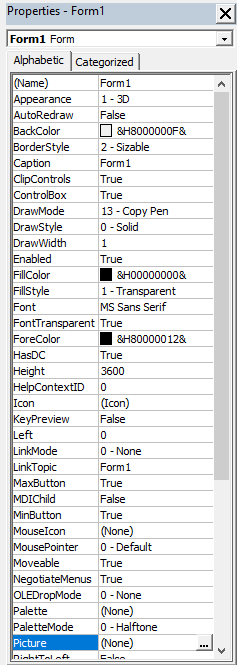 Properties - Form1
Form1 Form
Alphabetic Categorized
(Name) Form1
Appearance 1 - 3D
AutoRedraw False
BackColor &H8000000F&
BorderStyle 2 - Sizable
Caption Form1
ClipControls True
ControlBox True
DrawMode 13 - Copy Pen
DrawStyle 0 - Solid
DrawWidth 1
Enabled True
FillColor &H00000000&
FillStyle 1 - Transparent
Font MS Sans Serif
FontTransparent True
ForeColor &H80000012&
HasDC True
Height 3600
HelpContextID 0
Icon (Icon)
KeyPreview False
Left 0
LinkMode 0 - None
LinkTopic Form1
MaxButton True
MDIChild False
MinButton True
MouseIcon (None)
MousePointer 0 - Default
Moveable True
NegotiateMenus True
OLEDropMode 0 - None
Palette (None)
PaletteMode 0 - Halftone
Picture (None) ...
RightToLeft False